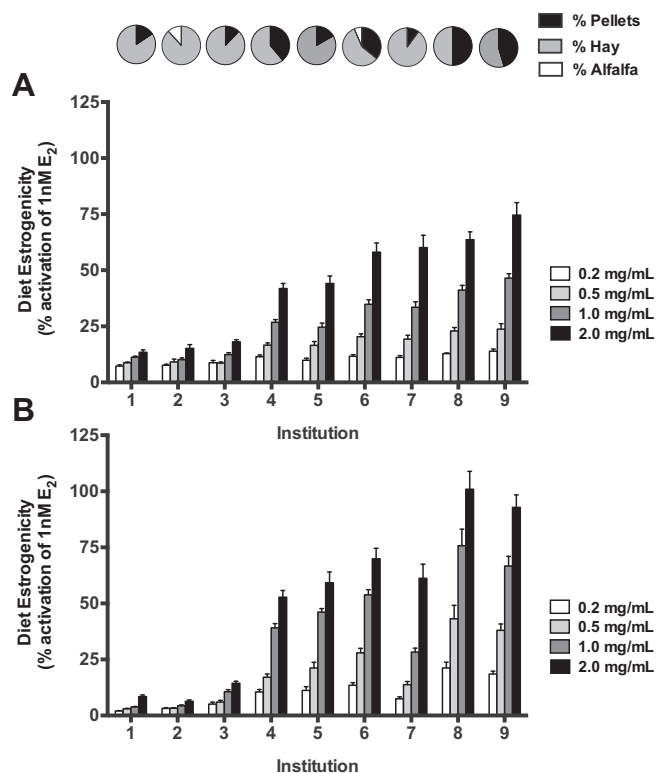 % Pellets
% Hay
% Alfalfa
A
Diet Estrogenicity
(% activation of 1nM E₂)
125
100
75
50
25
0
1 2 3 4 5 6 7 8 9
Institution
0.2 mg/mL
0.5 mg/mL
1.0 mg/mL
2.0 mg/mL
B
Diet Estrogenicity
(% activation of 1nM E₂)
125
100
75
50
25
0
1 2 3 4 5 6 7 8 9
Institution
0.2 mg/mL
0.5 mg/mL
1.0 mg/mL
2.0 mg/mL